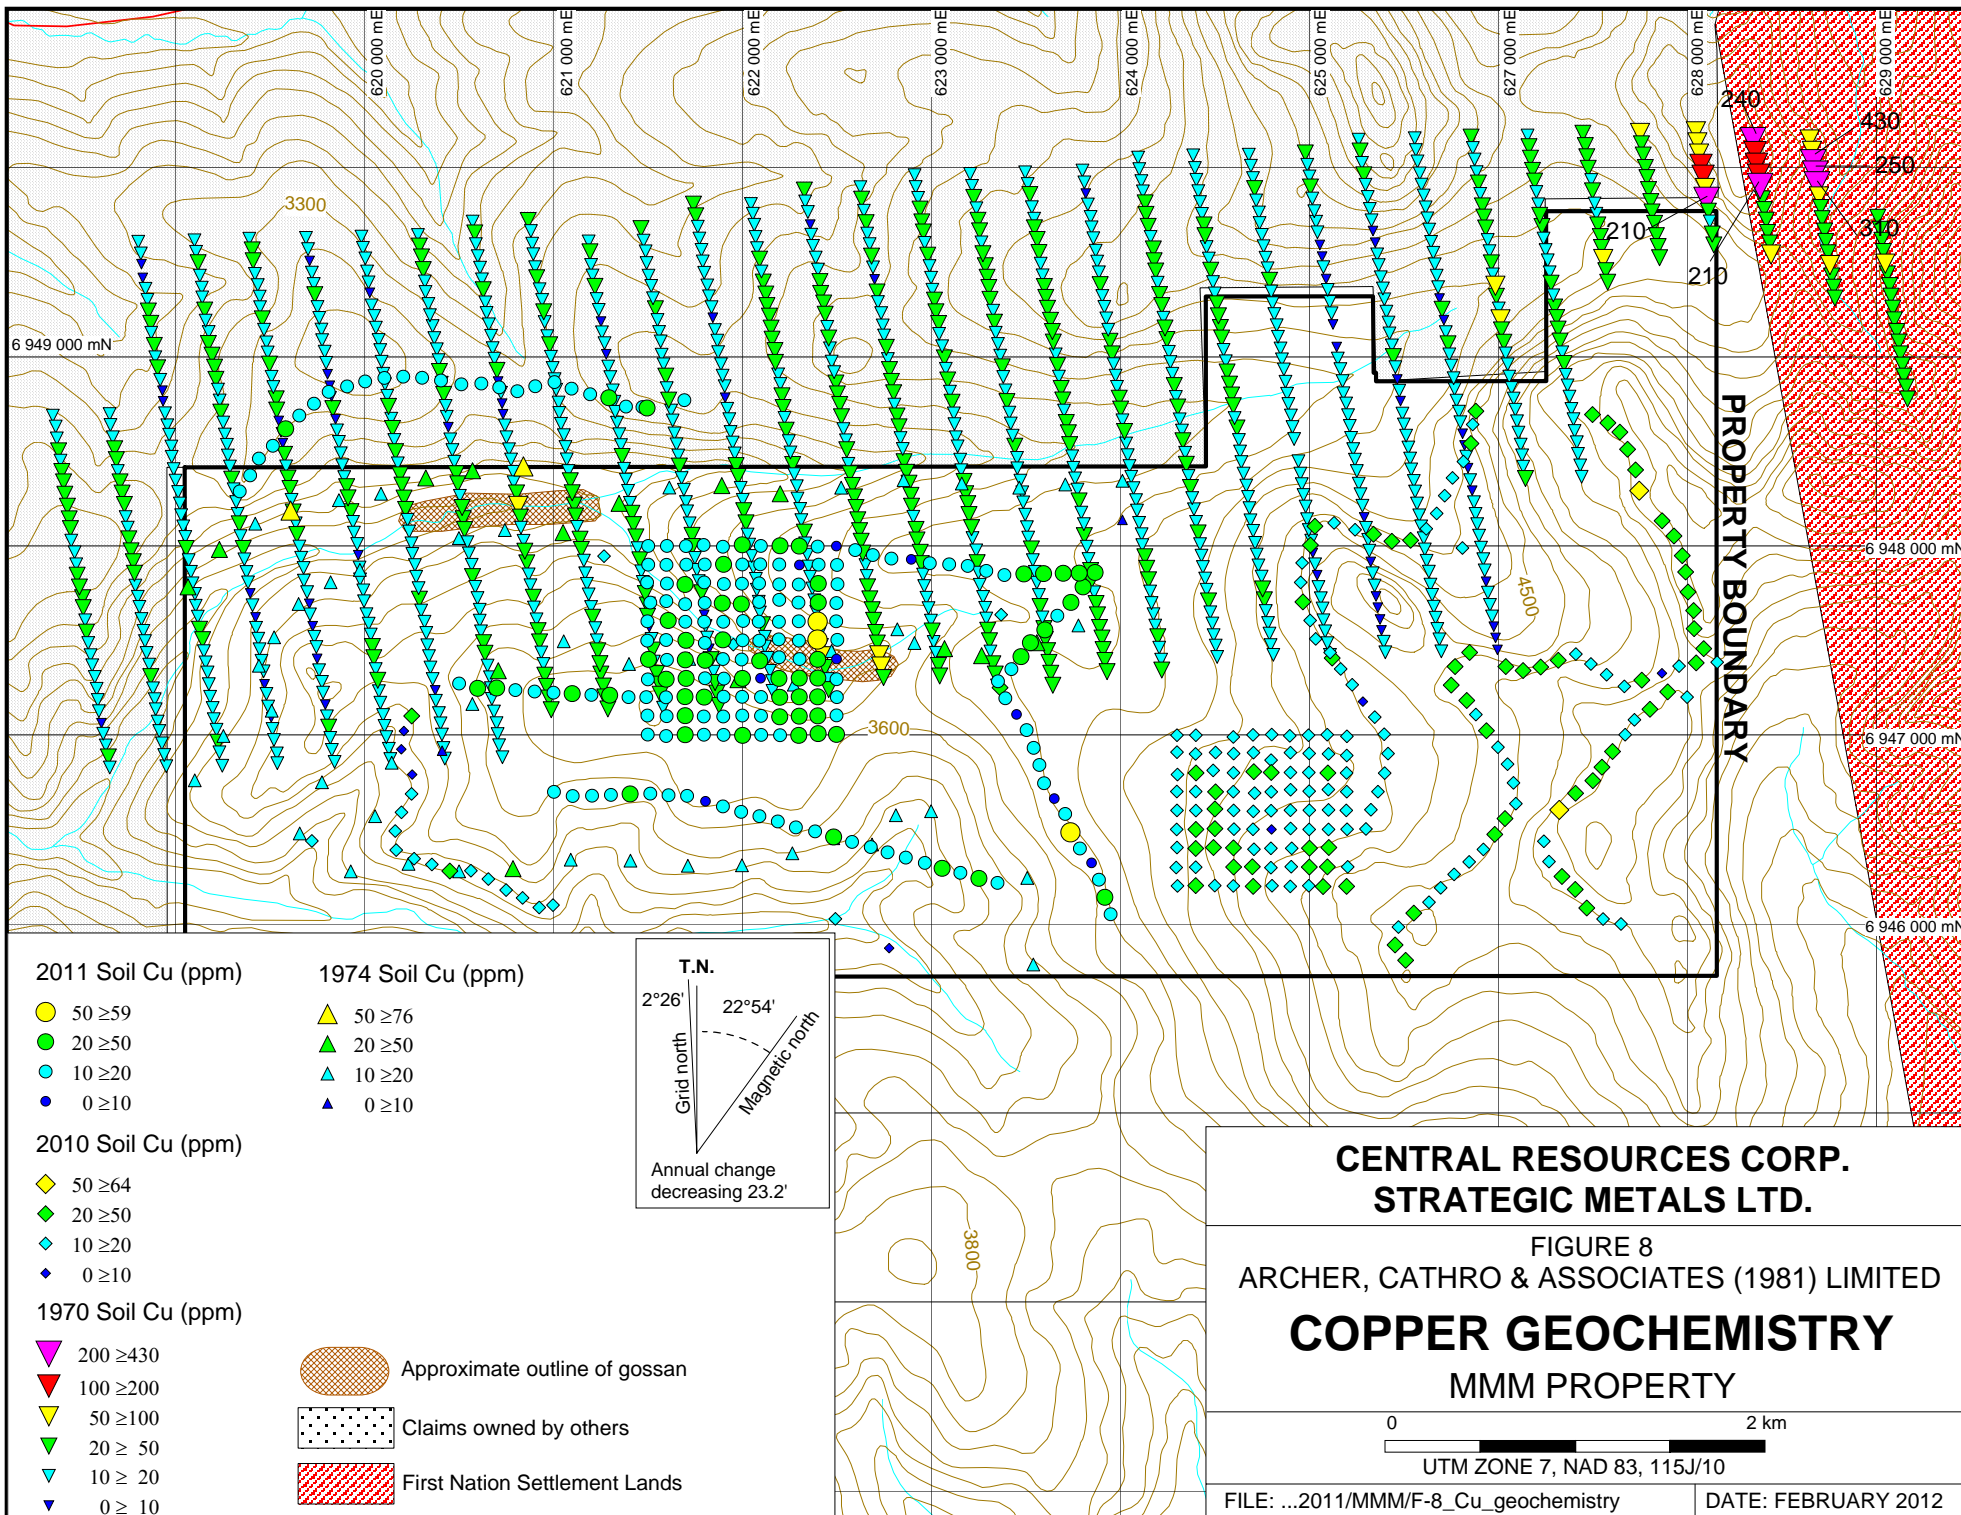 620 000 mE
621 000 mE
622 000 mE
623 000 mE
624 000 mE
625 000 mE
627 000 mE
628 000 mE
629 000 mE
240
430
250
3300
210
310
210
6 949 000 mN
PROPERTY BOUNDARY
6 948 000 mN
4500
3600
6 947 000 mN
6 946 000 mN
3800
2011 Soil Cu (ppm)
50 ≥59
20 ≥50
10 ≥20
0 ≥10
1974 Soil Cu (ppm)
50 ≥76
20 ≥50
10 ≥20
0 ≥10
2010 Soil Cu (ppm)
50 ≥64
20 ≥50
10 ≥20
0 ≥10
1970 Soil Cu (ppm)
200 ≥430
100 ≥200
50 ≥100
20 ≥ 50
10 ≥ 20
0 ≥ 10
Approximate outline of gossan
Claims owned by others
First Nation Settlement Lands
T.N.
2°26'
22°54'
Grid north
Magnetic north
Annual change
decreasing 23.2'
CENTRAL RESOURCES CORP.
STRATEGIC METALS LTD.
FIGURE 8
ARCHER, CATHRO & ASSOCIATES (1981) LIMITED
COPPER GEOCHEMISTRY
MMM PROPERTY
0 2 km
UTM ZONE 7, NAD 83, 115J/10
FILE: ...2011/MMM/F-8_Cu_geochemistry
DATE: FEBRUARY 2012